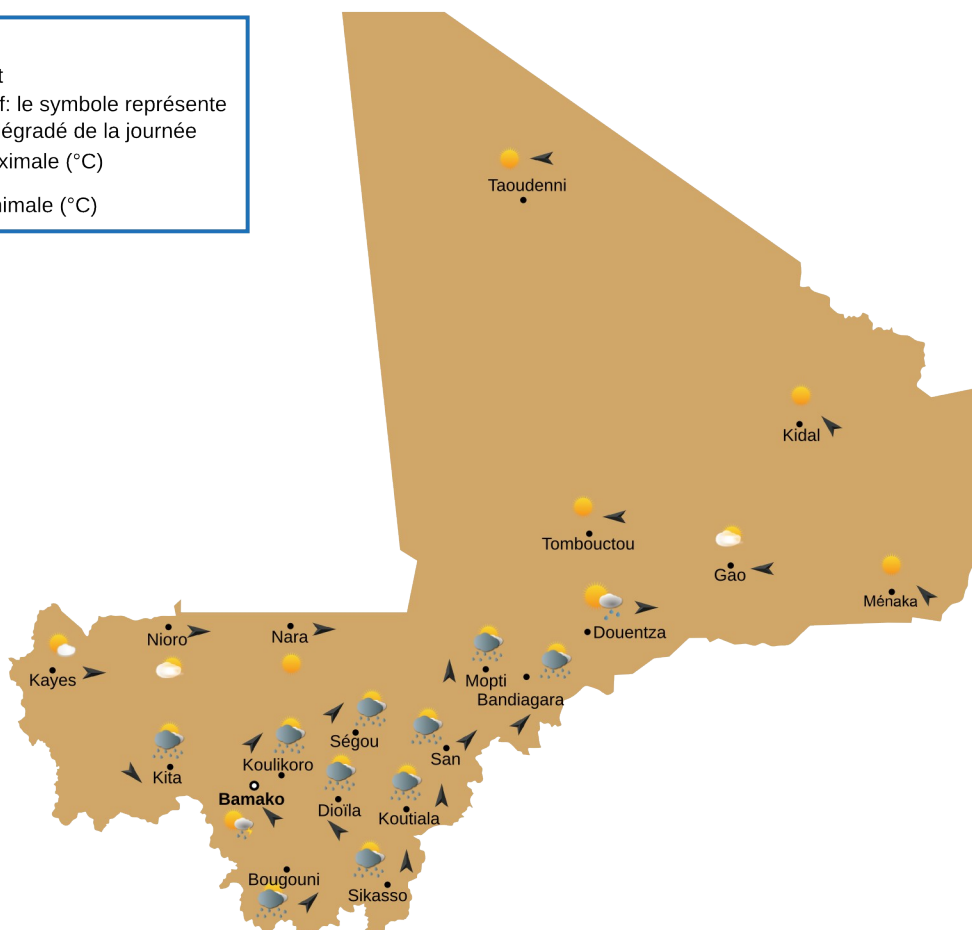 t
f: le symbole représente
égradé de la journée
ximale (°C)
nimale (°C)
Taoudenni
Kidal
Tombouctou
Gao
Ménaka
Nioro
Nara
Douentza
Kayes
Mopti
Bandiagara
Ségou
San
Koulikoro
Kita
Bamako
Dioïla
Koutiala
Bougouni
Sikasso